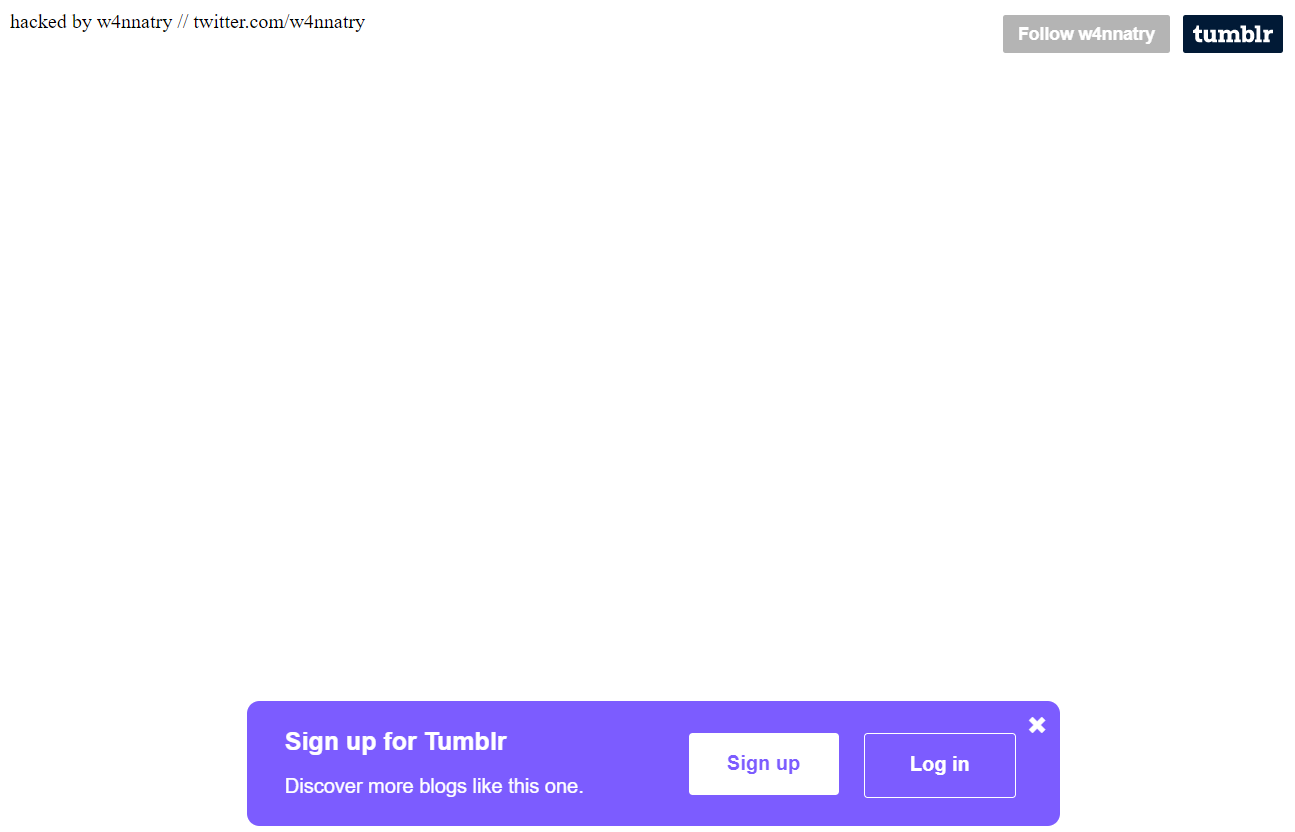 hacked by w4nnatry // twitter.com/w4nnatry
Follow w4nnatry
tumblr
Sign up for Tumblr
Discover more blogs like this one.
Sign up
Log in